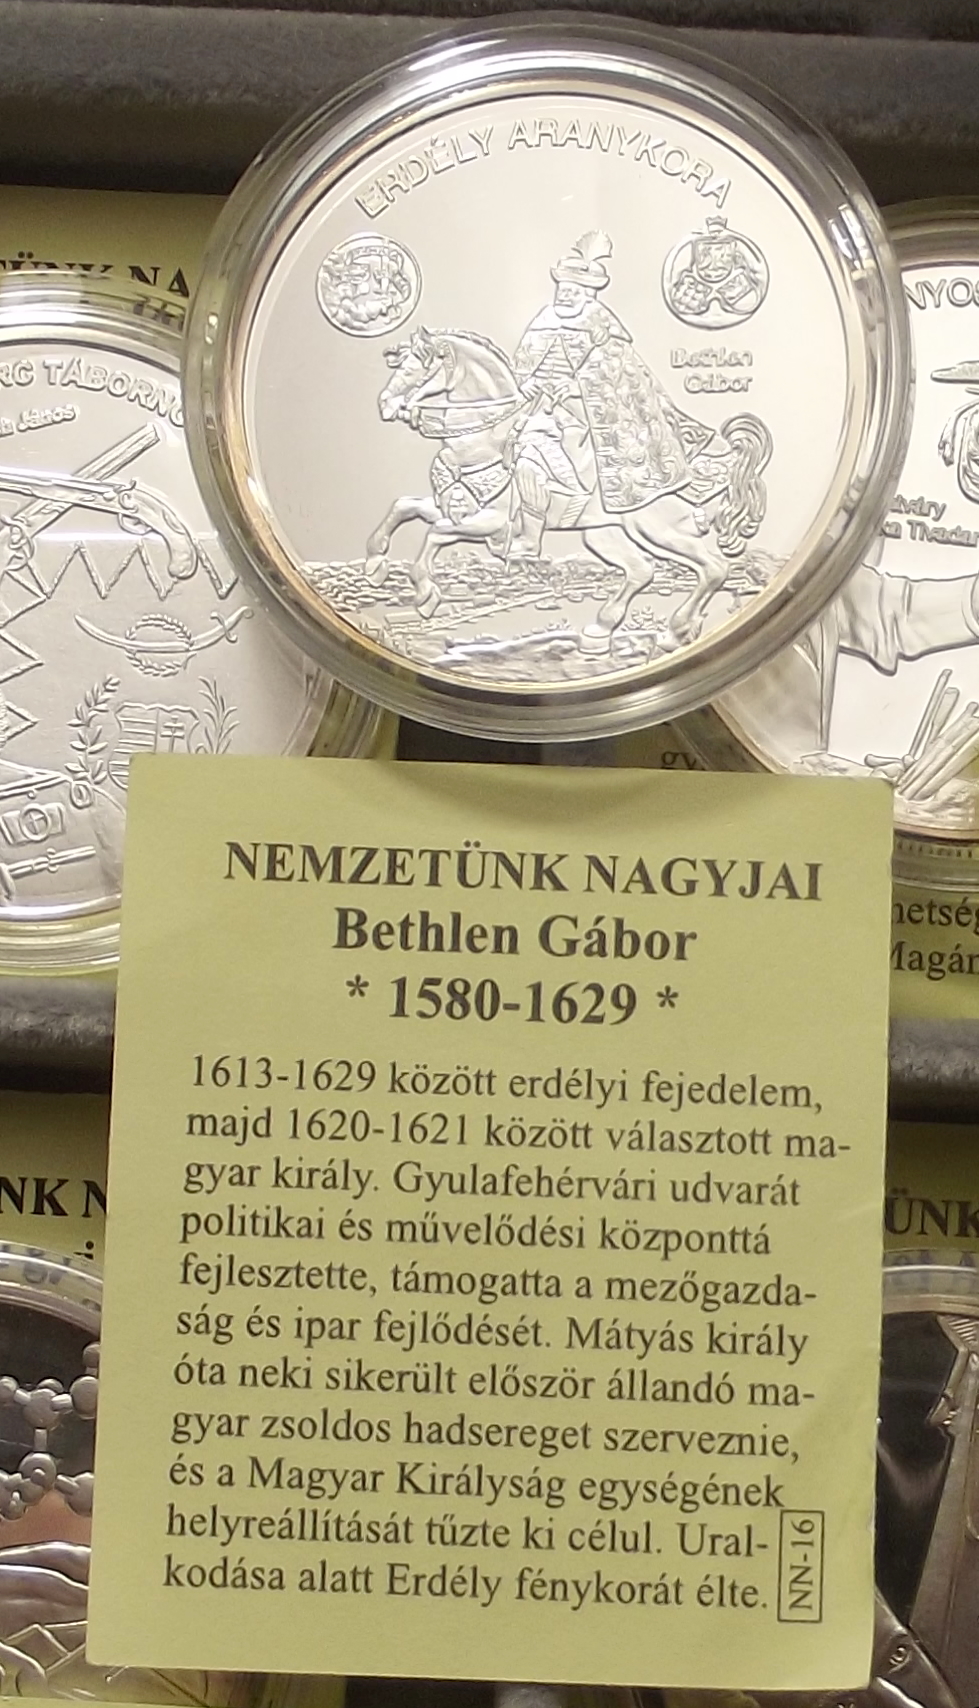 ERDÉLY ARANYKORA
Bethlen
Gábor
TÁBORNO
János
NYOS
NEMZETÜNK NAGYJAI
Bethlen Gábor
* 1580-1629 *
1613-1629 között erdélyi fejedelem,
majd 1620-1621 között választott ma-
gyar király. Gyulafehérvári udvarát
politikai és művelődési központtá
fejlesztette, támogatta a mezőgazda-
ság és ipar fejlődését. Mátyás király
óta neki sikerült először állandó ma-
gyar zsoldos hadsereget szerveznie,
és a Magyar Királyság egységének
helyreállítását tűzte ki célul. Ural-
kodása alatt Erdély fénykorát élte.
NN-16